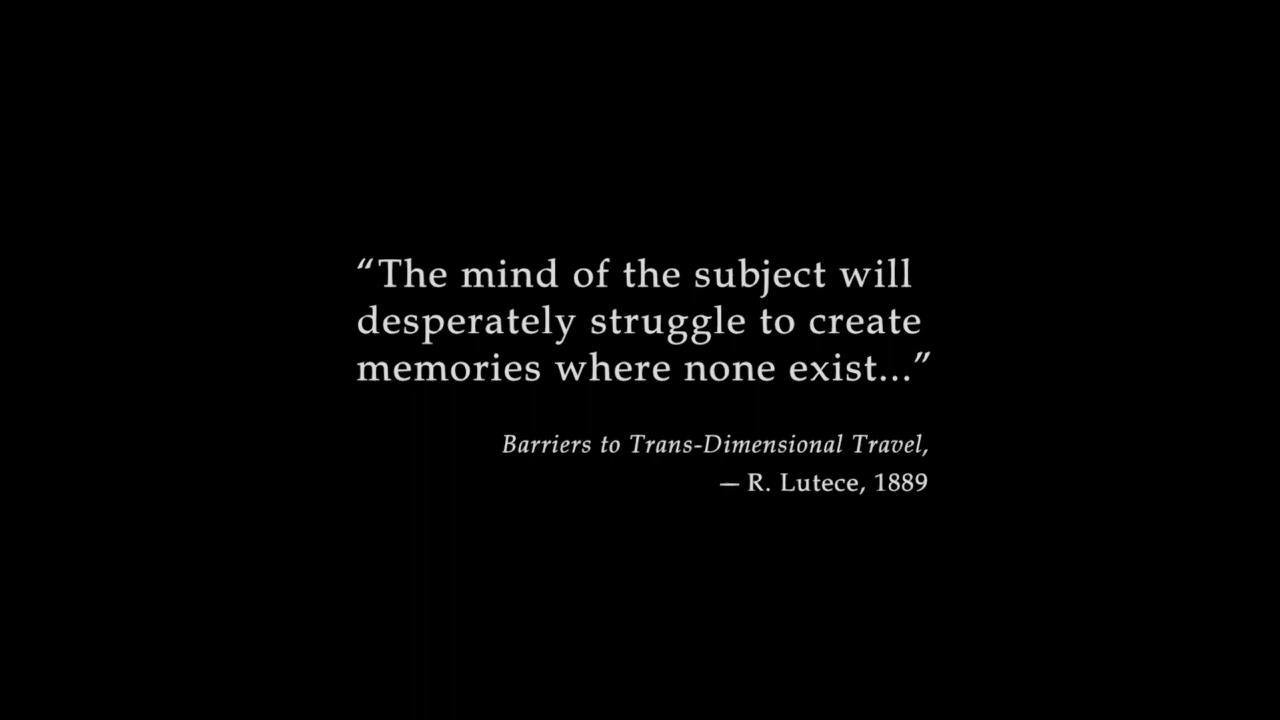 “The mind of the subject will
desperately struggle to create
memories where none exist...”
Barriers to Trans-Dimensional Travel,
— R. Lutece, 1889